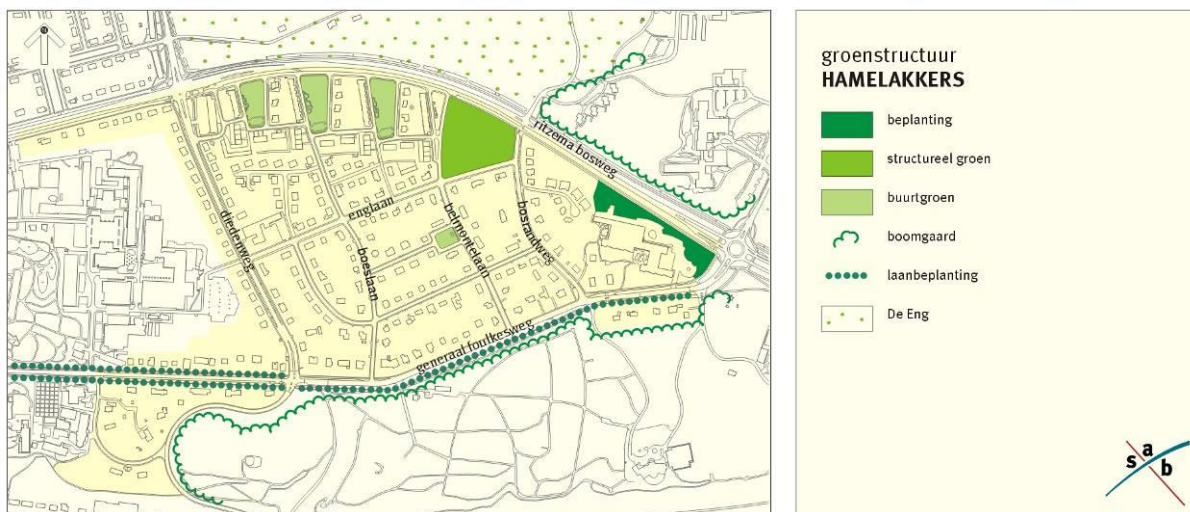 ritzema bosweg
englaan
diedenweg
boeslaan
belmontelaan
bosrandweg
generaal foulkesweg
groenstructuur
HAMELAKKERS
beplanting
structureel groen
buurtgroen
boomgaard
laanbeplanting
De Eng
s a b